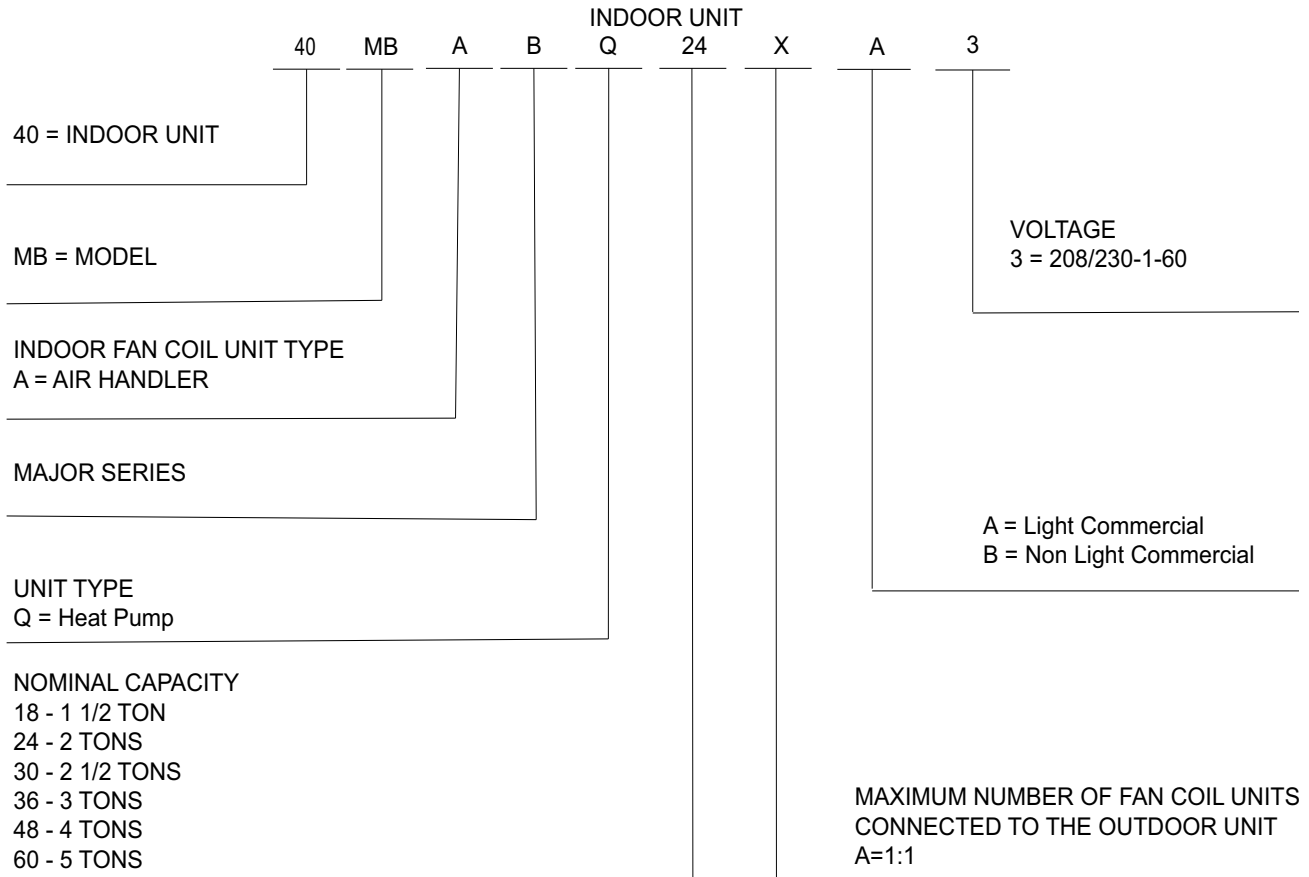 INDOOR UNIT
40 MB A B Q 24 X A 3
40 = INDOOR UNIT
MB = MODEL
INDOOR FAN COIL UNIT TYPE
A = AIR HANDLER
MAJOR SERIES
UNIT TYPE
Q = Heat Pump
NOMINAL CAPACITY
18 - 1 1/2 TON
24 - 2 TONS
30 - 2 1/2 TONS
36 - 3 TONS
48 - 4 TONS
60 - 5 TONS
VOLTAGE
3 = 208/230-1-60
A = Light Commercial
B = Non Light Commercial
MAXIMUM NUMBER OF FAN COIL UNITS
CONNECTED TO THE OUTDOOR UNIT
A=1:1